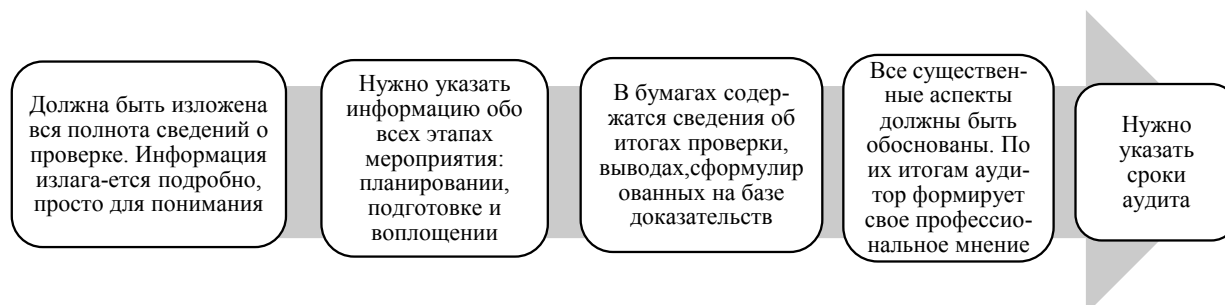 Должна быть изложена
вся полнота сведений о
проверке. Информация
излага-ется подробно,
просто для понимания
Нужно указать
информацию обо
всех этапах
мероприятия:
планировании,
подготовке и
воплощении
В бумагах содер-
жатся сведения об
итогах проверки,
выводах,сформулир
ованных на базе
доказательств
Все существен-
ные аспекты
должны быть
обоснованы. По
их итогам ауди-
тор формирует
свое профессио-
нальное мнение
Нужно
указать
сроки
аудита